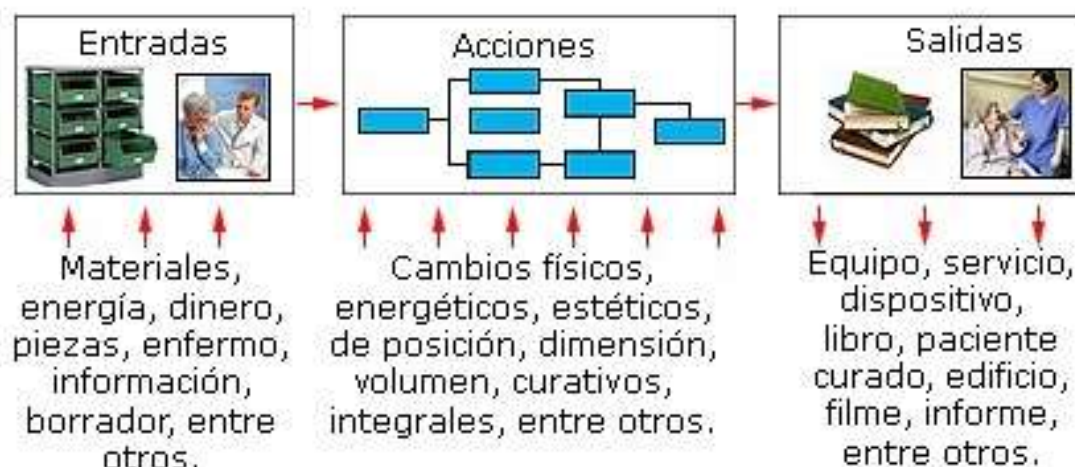 Entradas
Materiales,
energía, dinero,
piezas, enfermo,
información,
borrador, entre
otros.
Acciones
Cambios físicos,
energéticos, estéticos,
de posición, dimensión,
volumen, curativos,
integrales, entre otros.
Salidas
Equipo, servicio,
dispositivo,
libro, paciente
curado, edificio,
filme, informe,
entre otros.